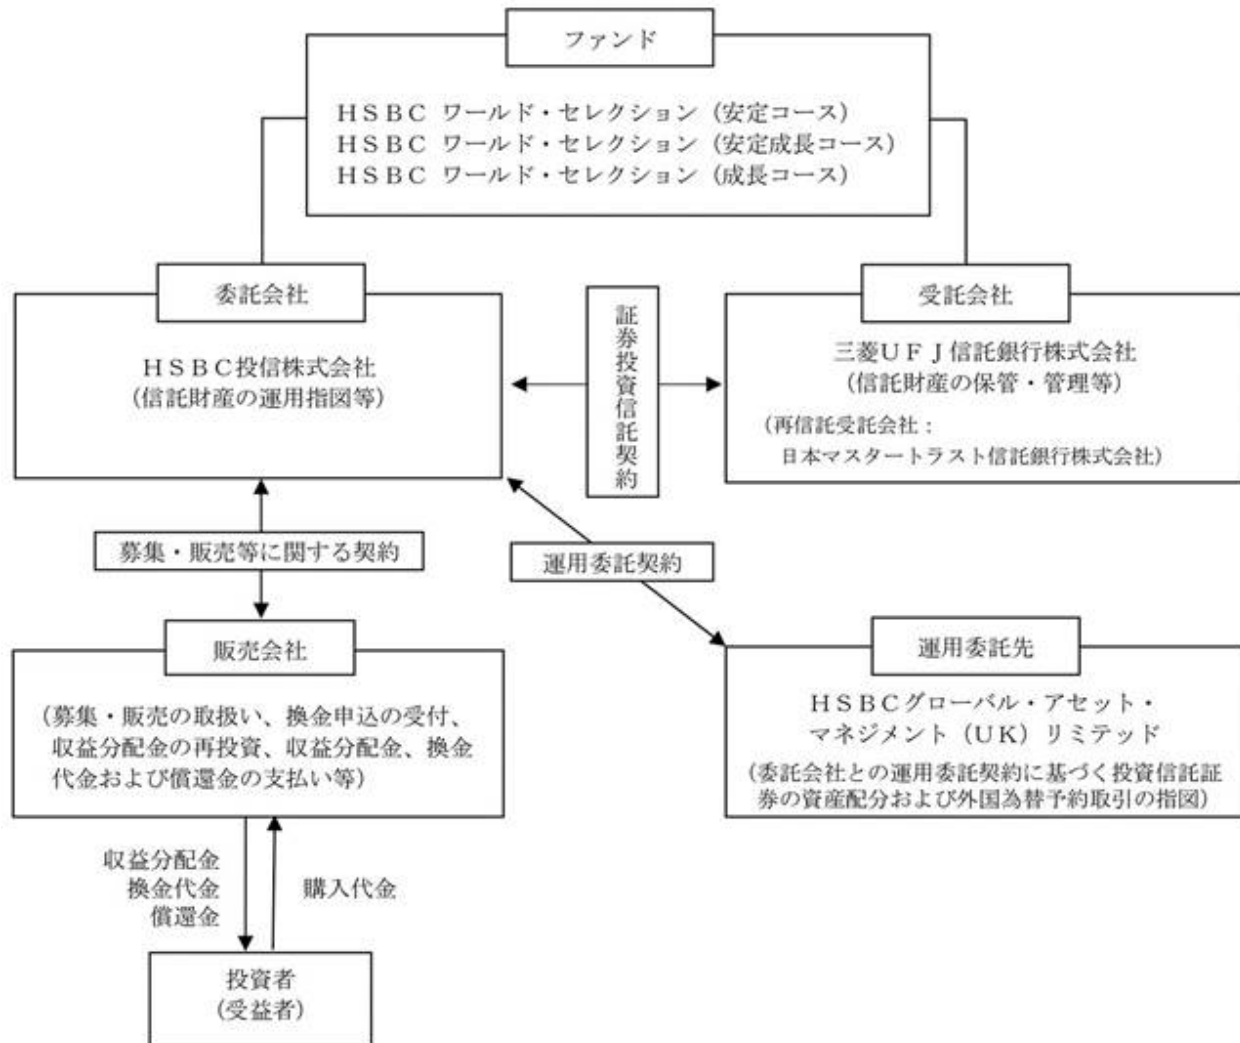 ファンド
ＨＳＢＣ ワールド・セレクション（安定コース）
ＨＳＢＣ ワールド・セレクション（安定成長コース）
ＨＳＢＣ ワールド・セレクション（成長コース）
委託会社
ＨＳＢＣ投信株式会社
（信託財産の運用指図等）
証券投資信託契約
受託会社
三菱ＵＦＪ信託銀行株式会社
（信託財産の保管・管理等）
（再信託受託会社：
日本マスタートラスト信託銀行株式会社）
募集・販売等に関する契約
運用委託契約
販売会社
（募集・販売の取扱い、換金申込の受付、
収益分配金の再投資、収益分配金、換金
代金および償還金の支払い等）
運用委託先
ＨＳＢＣグローバル・アセット・
マネジメント（ＵＫ）リミテッド
（委託会社との運用委託契約に基づく投資信託証
券の資産配分および外国為替予約取引の指図）
収益分配金
換金代金
償還金
購入代金
投資者
（受益者）